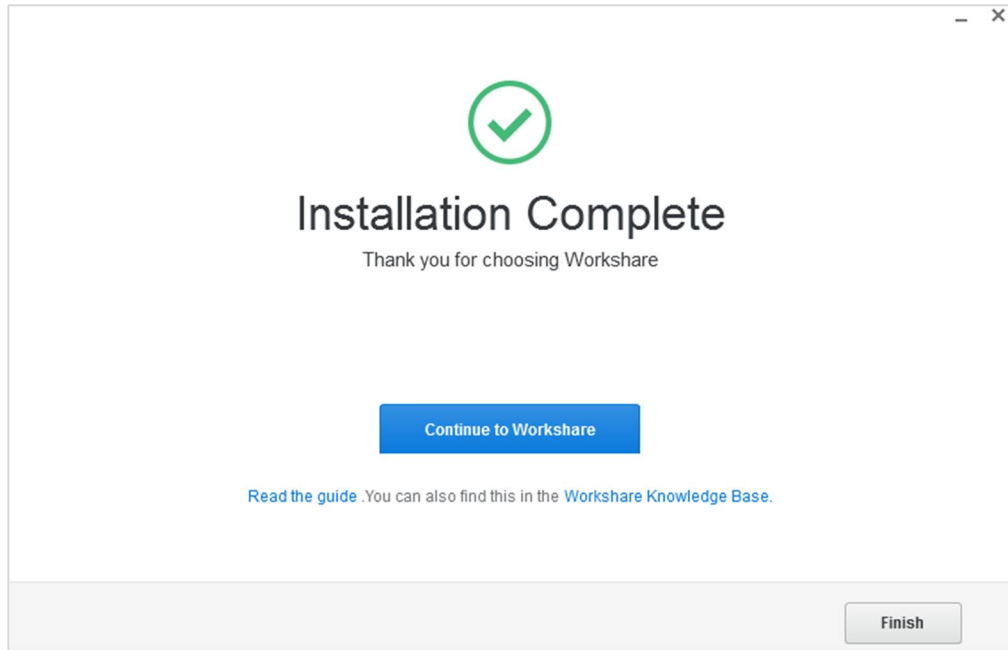 Installation Complete
Thank you for choosing Workshare
Continue to Workshare
Read the guide .You can also find this in the Workshare Knowledge Base.
Finish